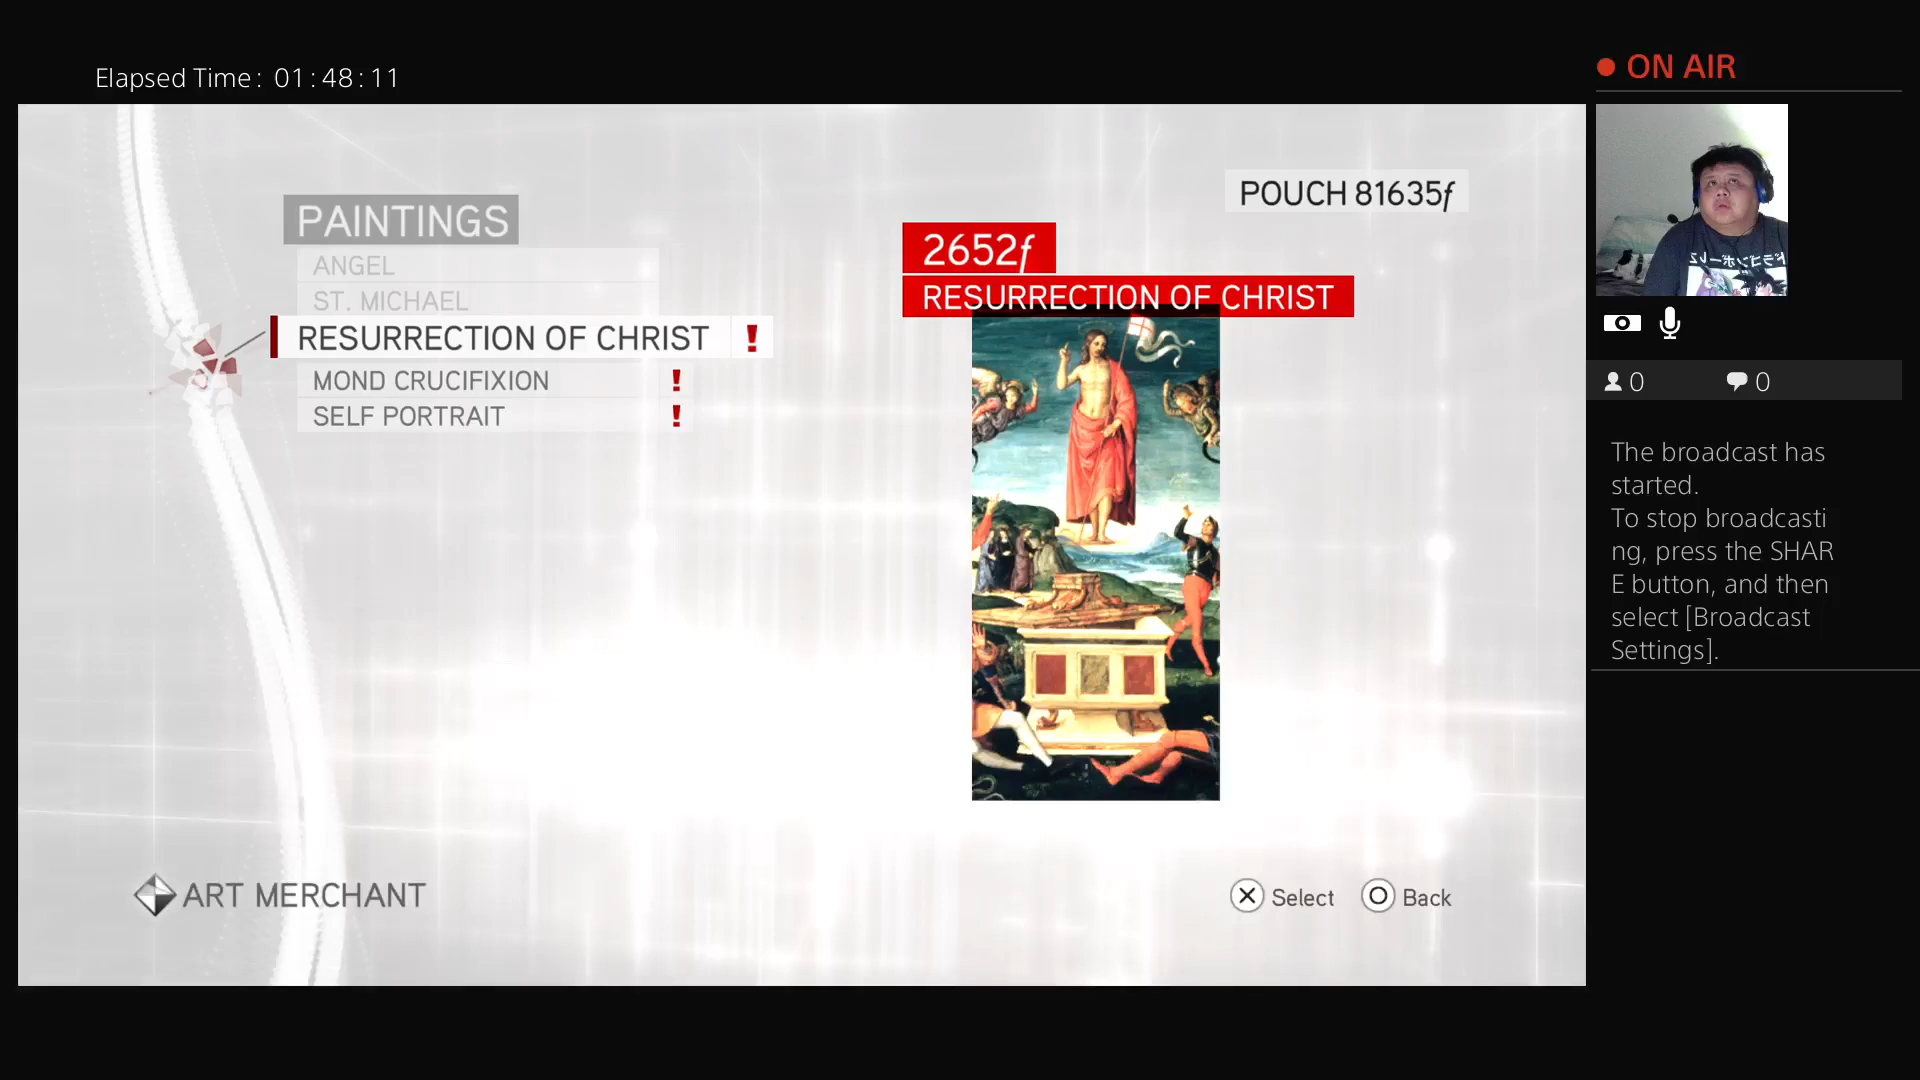 Elapsed Time: 01:48:11
ON AIR
PAINTINGS
ANGEL
ST. MICHAEL
RESURRECTION OF CHRIST !
MOND CRUCIFIXION !
SELF PORTRAIT !
POUCH 81635ƒ
2652ƒ
RESURRECTION OF CHRIST
ART MERCHANT
Select
Back
0
0
The broadcast has
started.
To stop broadcasti
ng, press the SHAR
E button, and then
select [Broadcast
Settings].